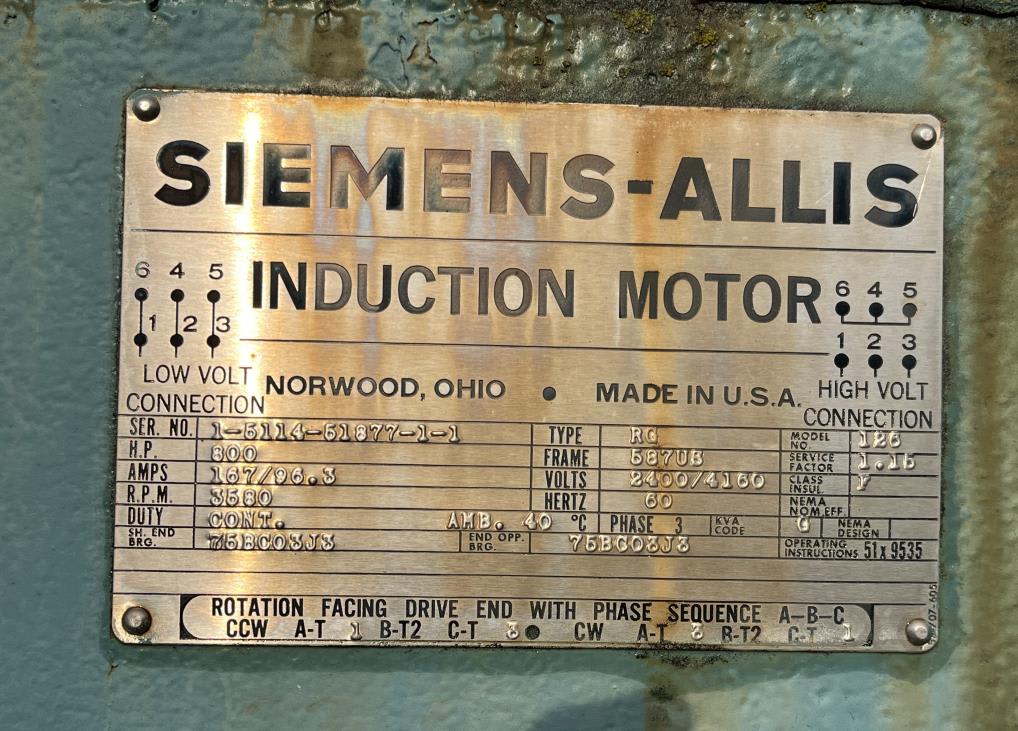 SIEMENS-ALLIS
INDUCTION MOTOR
6 4 5
1 2 3
LOW VOLT
CONNECTION
6 4 5
1 2 3
HIGH VOLT
CONNECTION
NORWOOD, OHIO • MADE IN U.S.A.
SER. NO. 1-5114-51877-1-1 TYPE RG MODEL NO. 126
H.P. 800 FRAME 587US SERVICE FACTOR 1.15
AMPS 167/96.3 VOLTS 2400/4160 CLASS INSUL. F
R.P.M. 3580 HERTZ 60 NEMA NOM.EFF.
DUTY CONT. AMB. 40 °C PHASE 3 KVA CODE G NEMA DESIGN
SH. END BRG. 75BC03J3 END OPP. BRG. 75BC03J3 OPERATING INSTRUCTIONS 51x9535
ROTATION FACING DRIVE END WITH PHASE SEQUENCE A-B-C
CCW A-T 1 B-T2 C-T 3 • CW A-T 3 B-T2 C-T 1